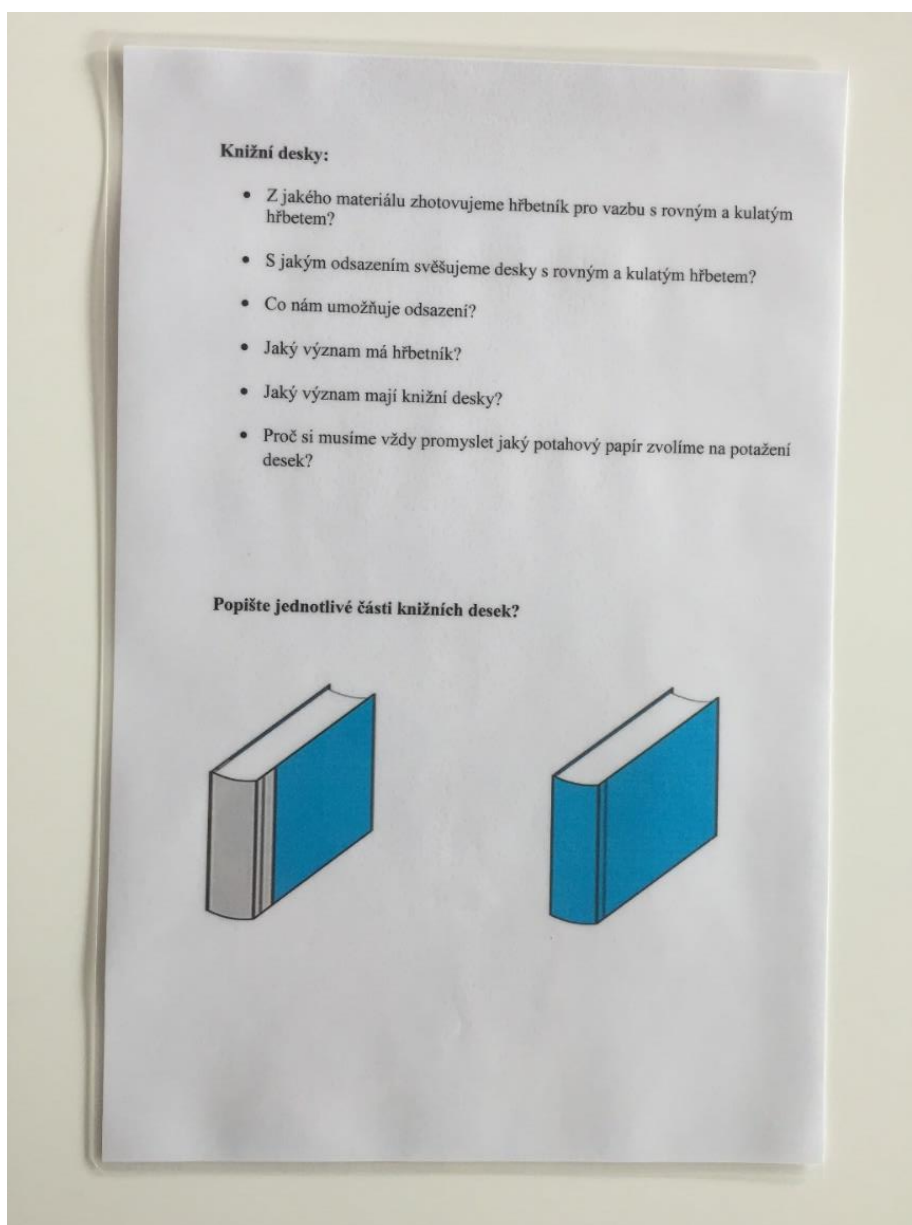 Knižní desky:
• Z jakého materiálu zhotovujeme hřbetník pro vazbu s rovným a kulatým
hřbetem?
• S jakým odsazením svěšujeme desky s rovným a kulatým hřbetem?
• Co nám umožňuje odsazení?
• Jaký význam má hřbetník?
• Jaký význam mají knižní desky?
• Proč si musíme vždy promyslet jaký potahový papír zvolíme na potažení
desek?
Popište jednotlivé části knižních desek?